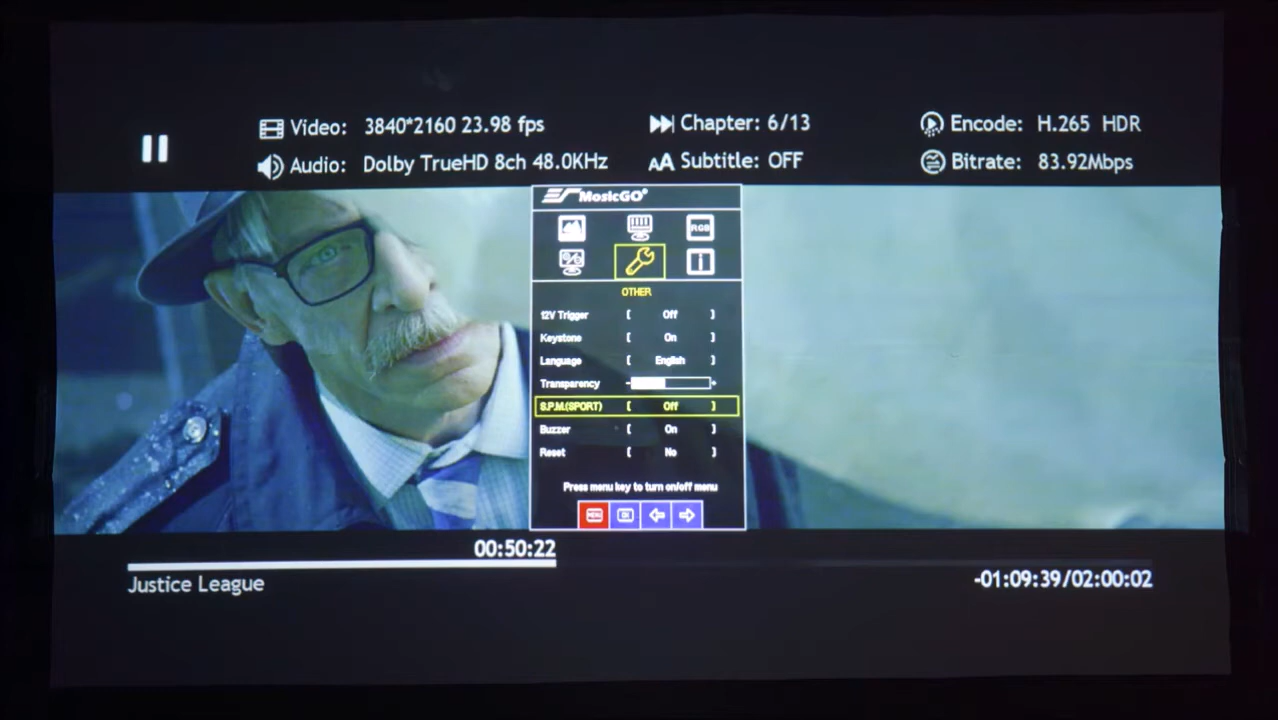 Video: 3840*2160 23.98 fps
Chapter: 6/13
Encode: H.265 HDR
Audio: Dolby TrueHD 8ch 48.0KHz
AA Subtitle: OFF
Bitrate: 83.92Mbps
MosicGO®
RGB
OTHER
12V Trigger [ Off ]
Keystone [ On ]
Language [ English ]
Transparency - +
S.P.M.(SPORT) [ Off ]
Buzzer [ On ]
Reset [ No ]
Press menu key to turn on/off menu
MENU
00:50:22
Justice League
-01:09:39/02:00:02